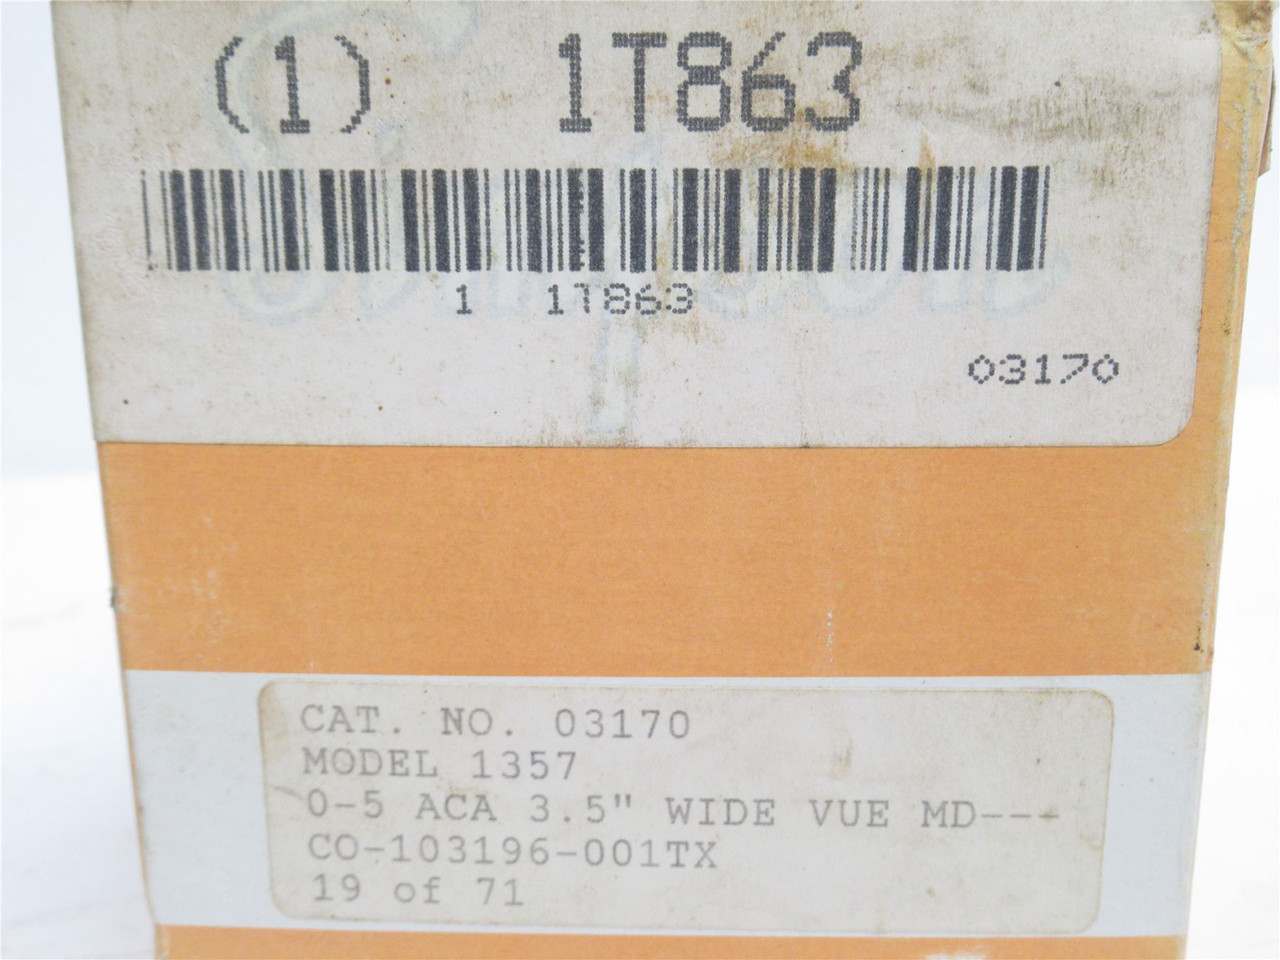 (1) 1T863
1 1T863
03170
Simpson
CAT. NO. 03170
MODEL 1357
0-5 ACA 3.5" WIDE VUE MD---
CO-103196-001TX
19 of 71